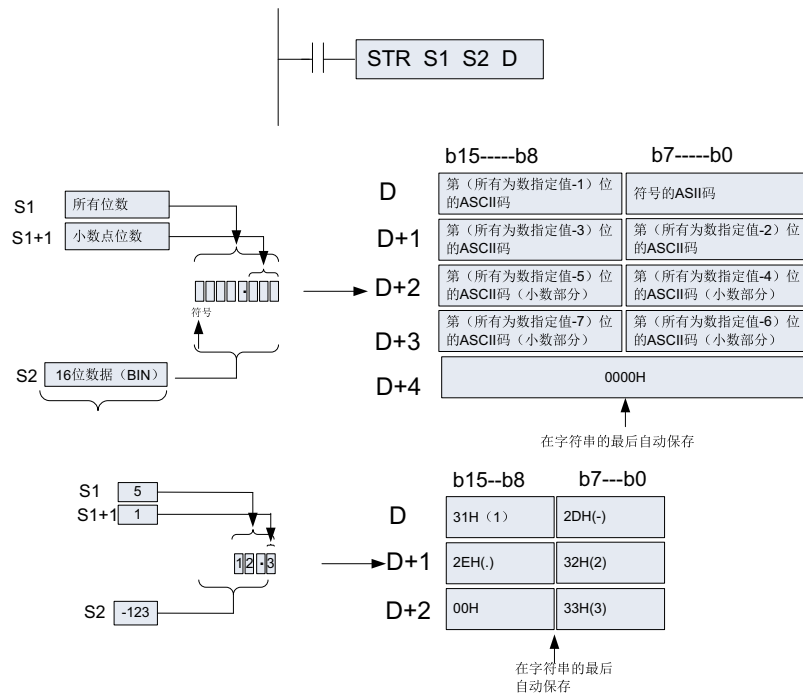 STR S1 S2 D
b15-----b8
b7-----b0
S1
所有位数
S1+1
小数点位数
符号
S2
16位数据（BIN）
D
第（所有为数指定值-1）位
的ASCII码
符号的ASII码
D+1
第（所有为数指定值-3）位
的ASCII码
第（所有为数指定值-2）位
的ASCII码
D+2
第（所有为数指定值-5）位
的ASCII码（小数部分）
第（所有为数指定值-4）位
的ASCII码（小数部分）
D+3
第（所有为数指定值-7）位
的ASCII码（小数部分）
第（所有为数指定值-6）位
的ASCII码（小数部分）
D+4
0000H
在字符串的最后自动保存
S1
5
S1+1
1
12.3
S2
-123
b15--b8
b7---b0
D
31H（1）
2DH(-)
D+1
2EH(.)
32H(2)
D+2
00H
33H(3)
在字符串的最后
自动保存